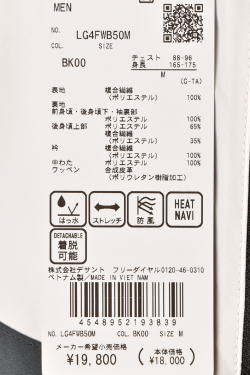 MEN
NO. LG4FWB50M
COL. SIZE
BK00 チェスト 88-96
身長 165-175
M
(G-TA)
表地 複合繊維
(ポリエステル) 100%
裏地
前身頃・後身頃下・袖裏部
ポリエステル 100%
後身頃上部 ポリエステル 65%
複合繊維
(ポリエステル) 35%
衿 複合繊維
(ポリエステル) 100%
中わた ポリエステル 100%
ワッペン 合成皮革
(ポリウレタン樹脂加工)
はっ水
ストレッチ
防風
HEAT
NAVI
DETACHABLE
着脱
可能
株式会社デサント フリーダイヤル0120-46-0310
ベトナム製/MADE IN VIET NAM
4548952193839
NO. LG4FWB50M COL. BK00 SIZE M
メーカー希望小売価格 (本体価格)
¥19,800 ¥18,000